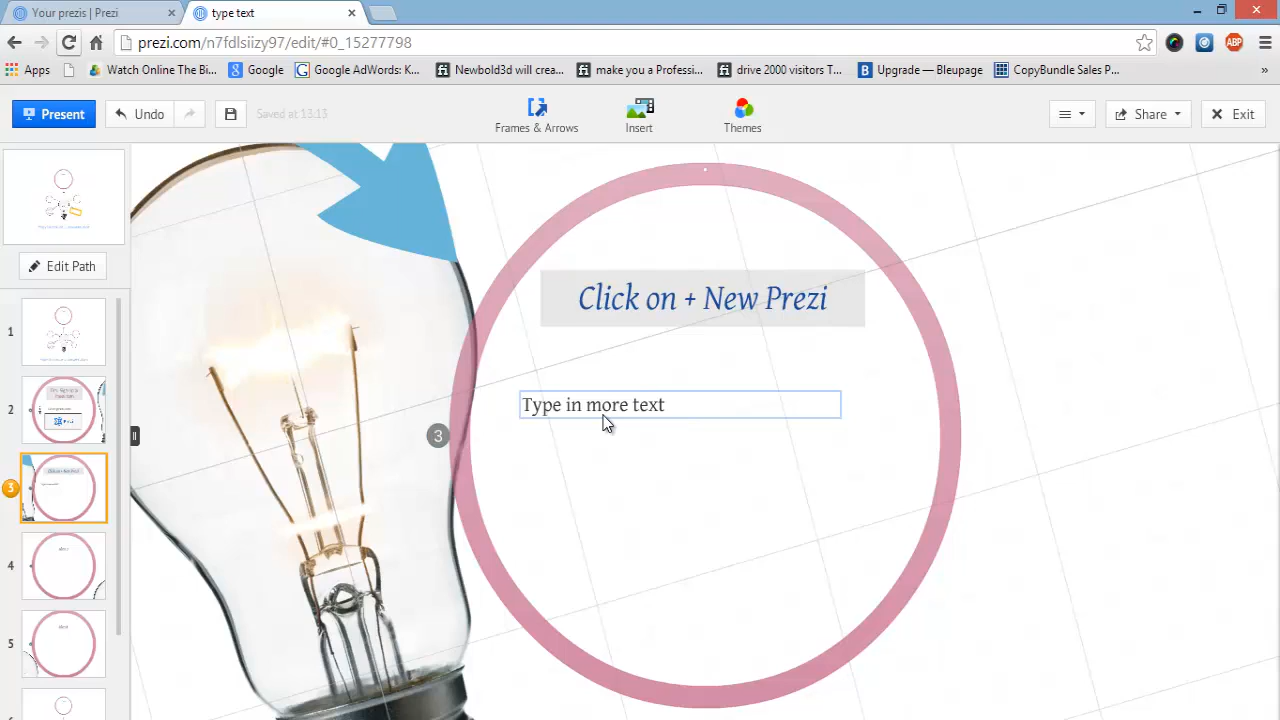 Your prezis | Prezi
type text
prezi.com/n7fdlsiizy97/edit/#0_15277798
Apps
Watch Online The Bi...
Google
Google AdWords: K...
Newbold3d will crea...
make you a Professi...
drive 2000 visitors T...
Upgrade — Bleupage
CopyBundle Sales P...
»
Present
Undo
Saved at 13:13
Frames & Arrows
Insert
Themes
Share
Exit
Edit Path
1
2
3
4
5
Click on + New Prezi
Type in more text
3
ABP